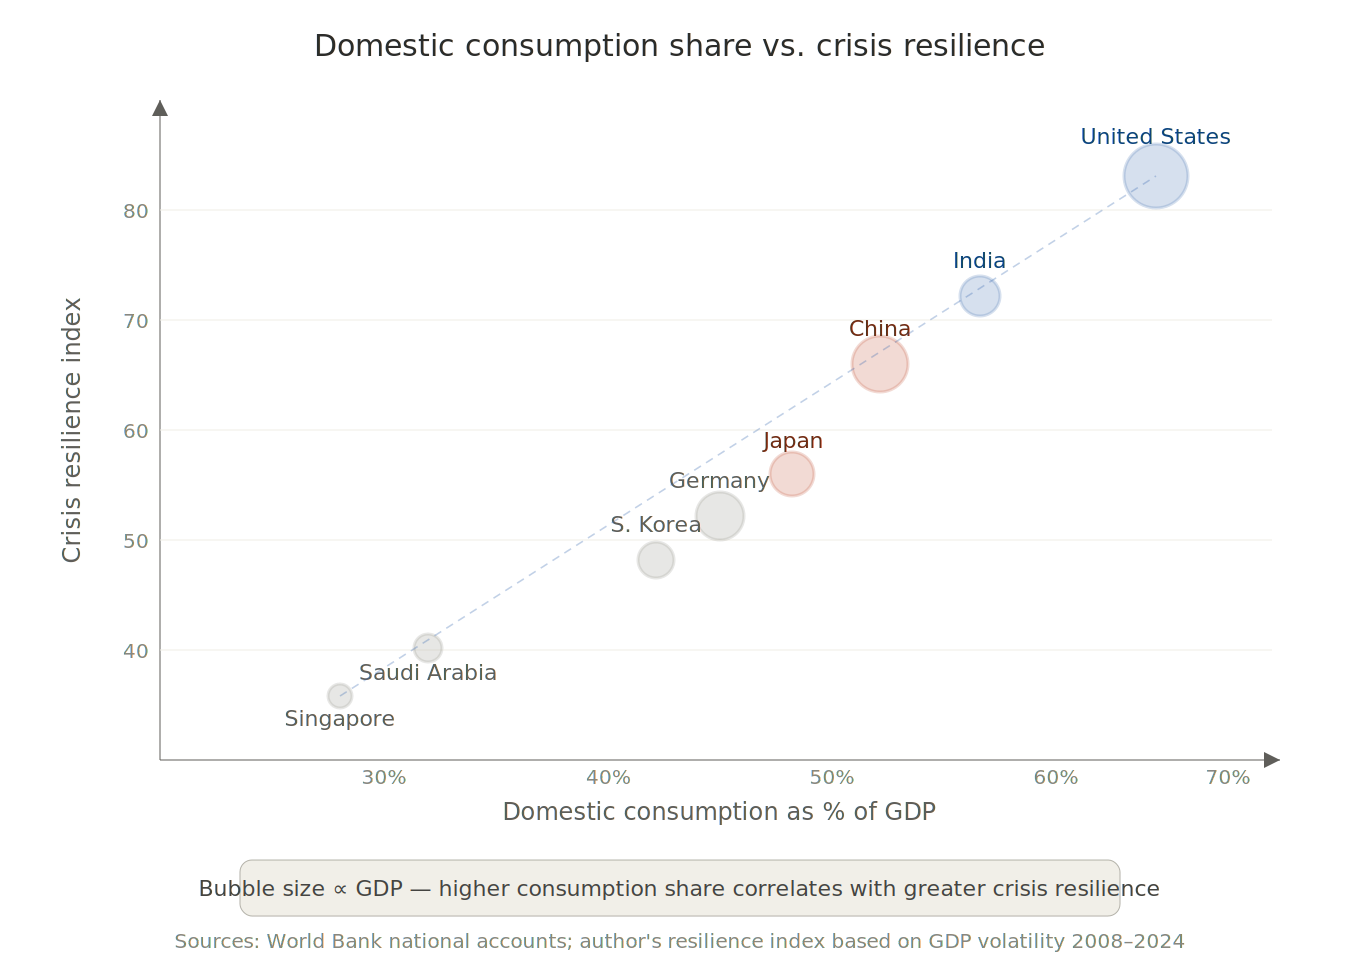 Domestic consumption share vs. crisis resilience
United States
80
India
70
China
Crisis resilience index
60
Japan
Germany
S. Korea
50
40
Saudi Arabia
Singapore
30%
40%
50%
60%
70%
Domestic consumption as % of GDP
Bubble size ∝ GDP — higher consumption share correlates with greater crisis resilience
Sources: World Bank national accounts; author's resilience index based on GDP volatility 2008–2024